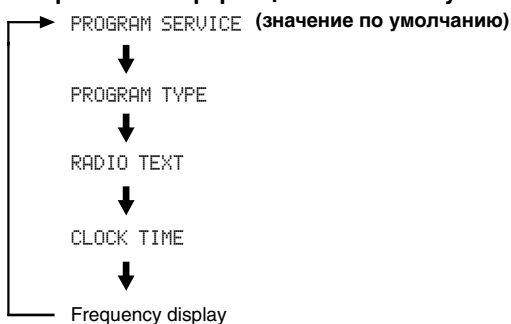 PROGRAM SERVICE (значение по умолчанию)
PROGRAM TYPE
RADIO TEXT
CLOCK TIME
Frequency display